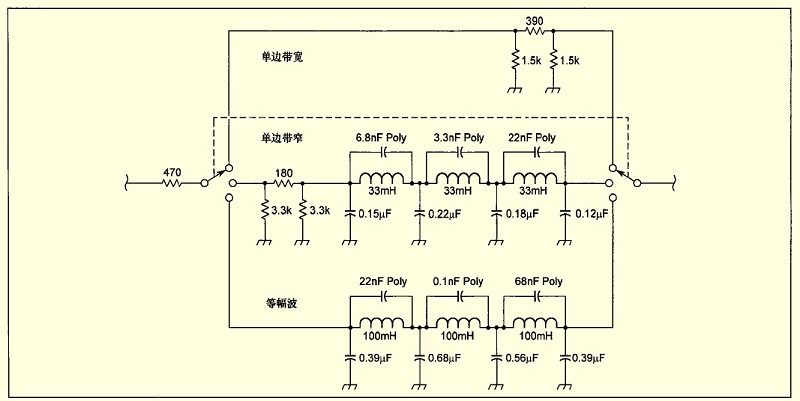 390
单边带宽
1.5k 1.5k
单边带窄
6.8nF Poly 3.3nF Poly 22nF Poly
470
180
33mH 33mH 33mH
3.3k 3.3k
0.15μF 0.22μF 0.18μF 0.12μF
22nF Poly 0.1nF Poly 68nF Poly
等幅波
100mH 100mH 100mH
0.39μF 0.68μF 0.56μF 0.39μF